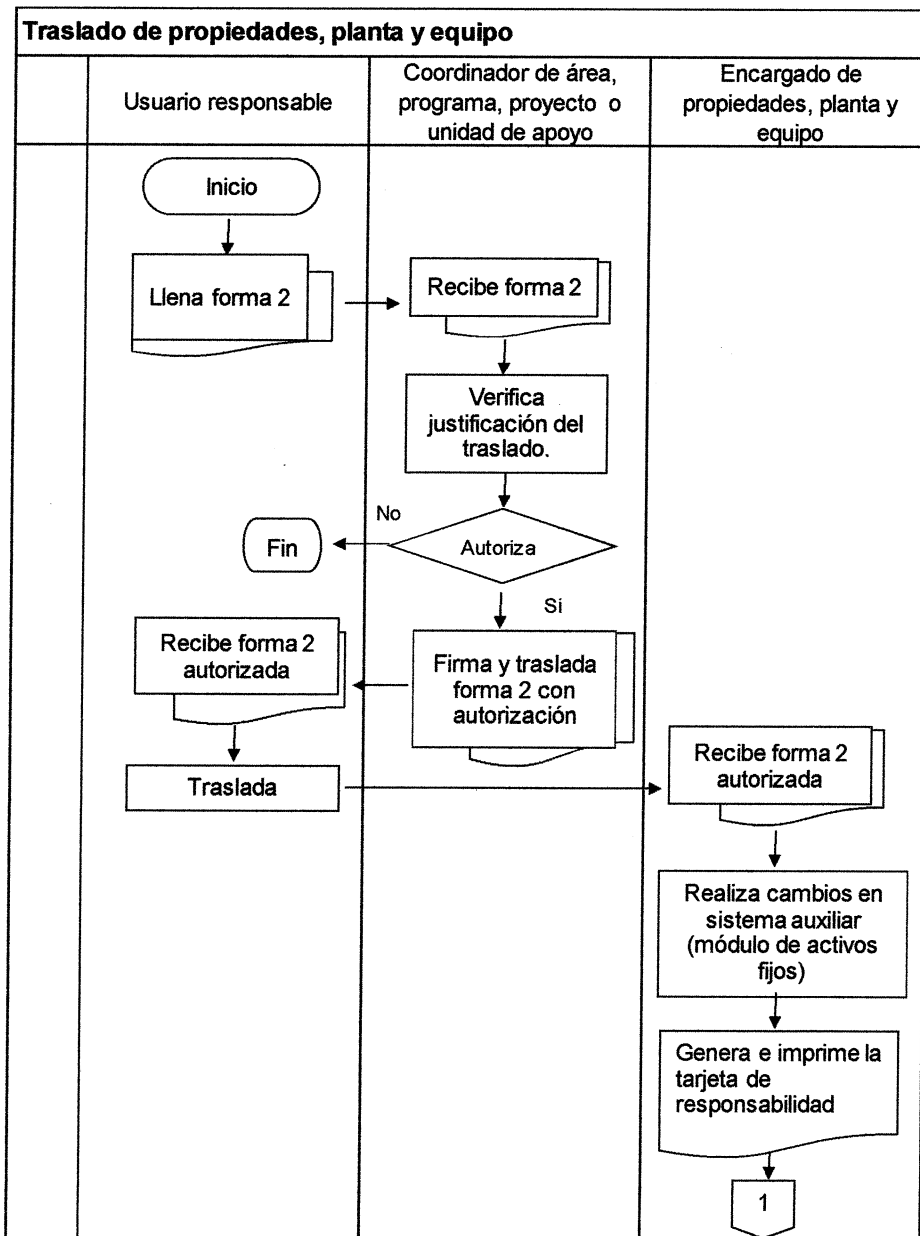 Traslado de propiedades, planta y equipo
Usuario responsable
Coordinador de área,
programa, proyecto o
unidad de apoyo
Encargado de
propiedades, planta y
equipo
Inicio
Llena forma 2
Recibe forma 2
Verifica
justificación del
traslado.
No
Fin
Autoriza
Si
Recibe forma 2
autorizada
Firma y traslada
forma 2 con
autorización
Traslada
Recibe forma 2
autorizada
Realiza cambios en
sistema auxiliar
(módulo de activos
fijos)
Genera e imprime la
tarjeta de
responsabilidad
1